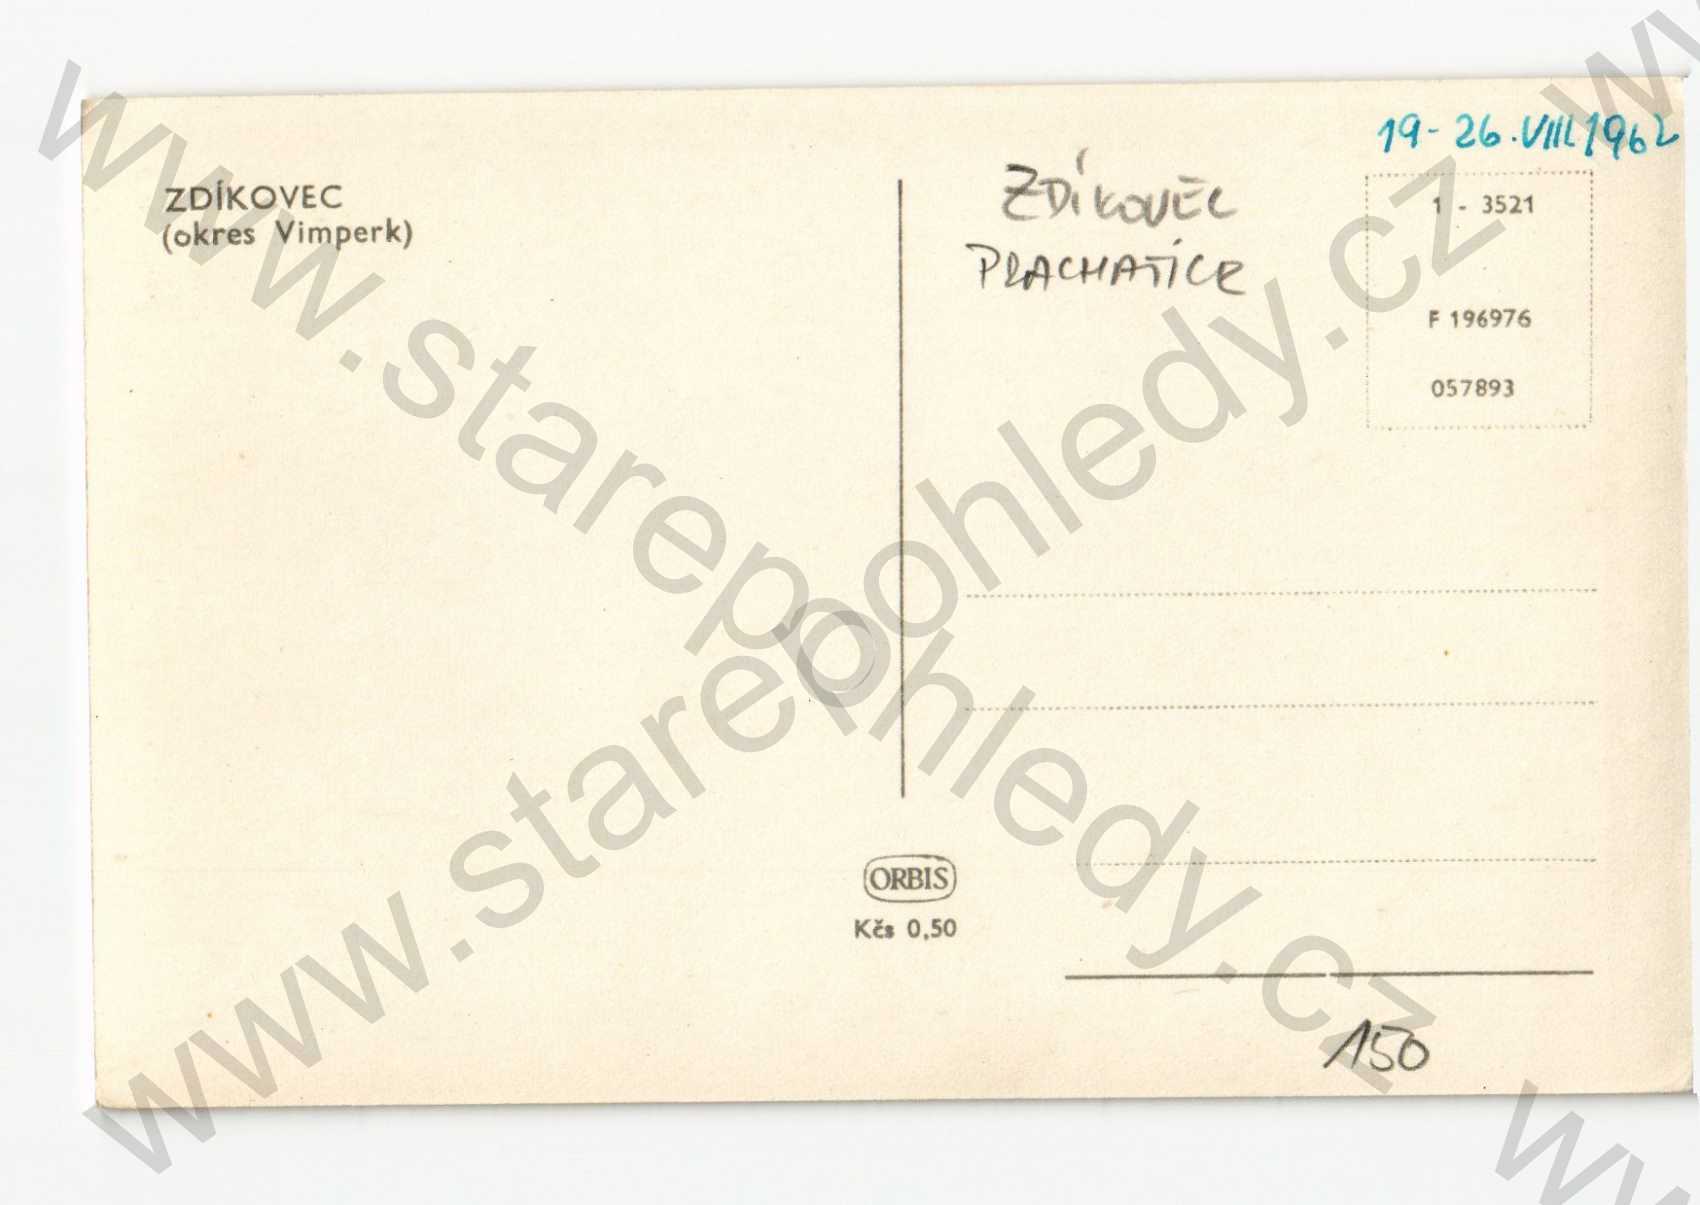 19-26.VIII.1962
ZDÍKOVEC
(okres Vimperk)
ZDÍKOVEC
PRACHATICE
1 - 3521
F 196976
057893
ORBIS
Kčs 0,50
150
www.starepohledy.cz
www.starepohledy.cz